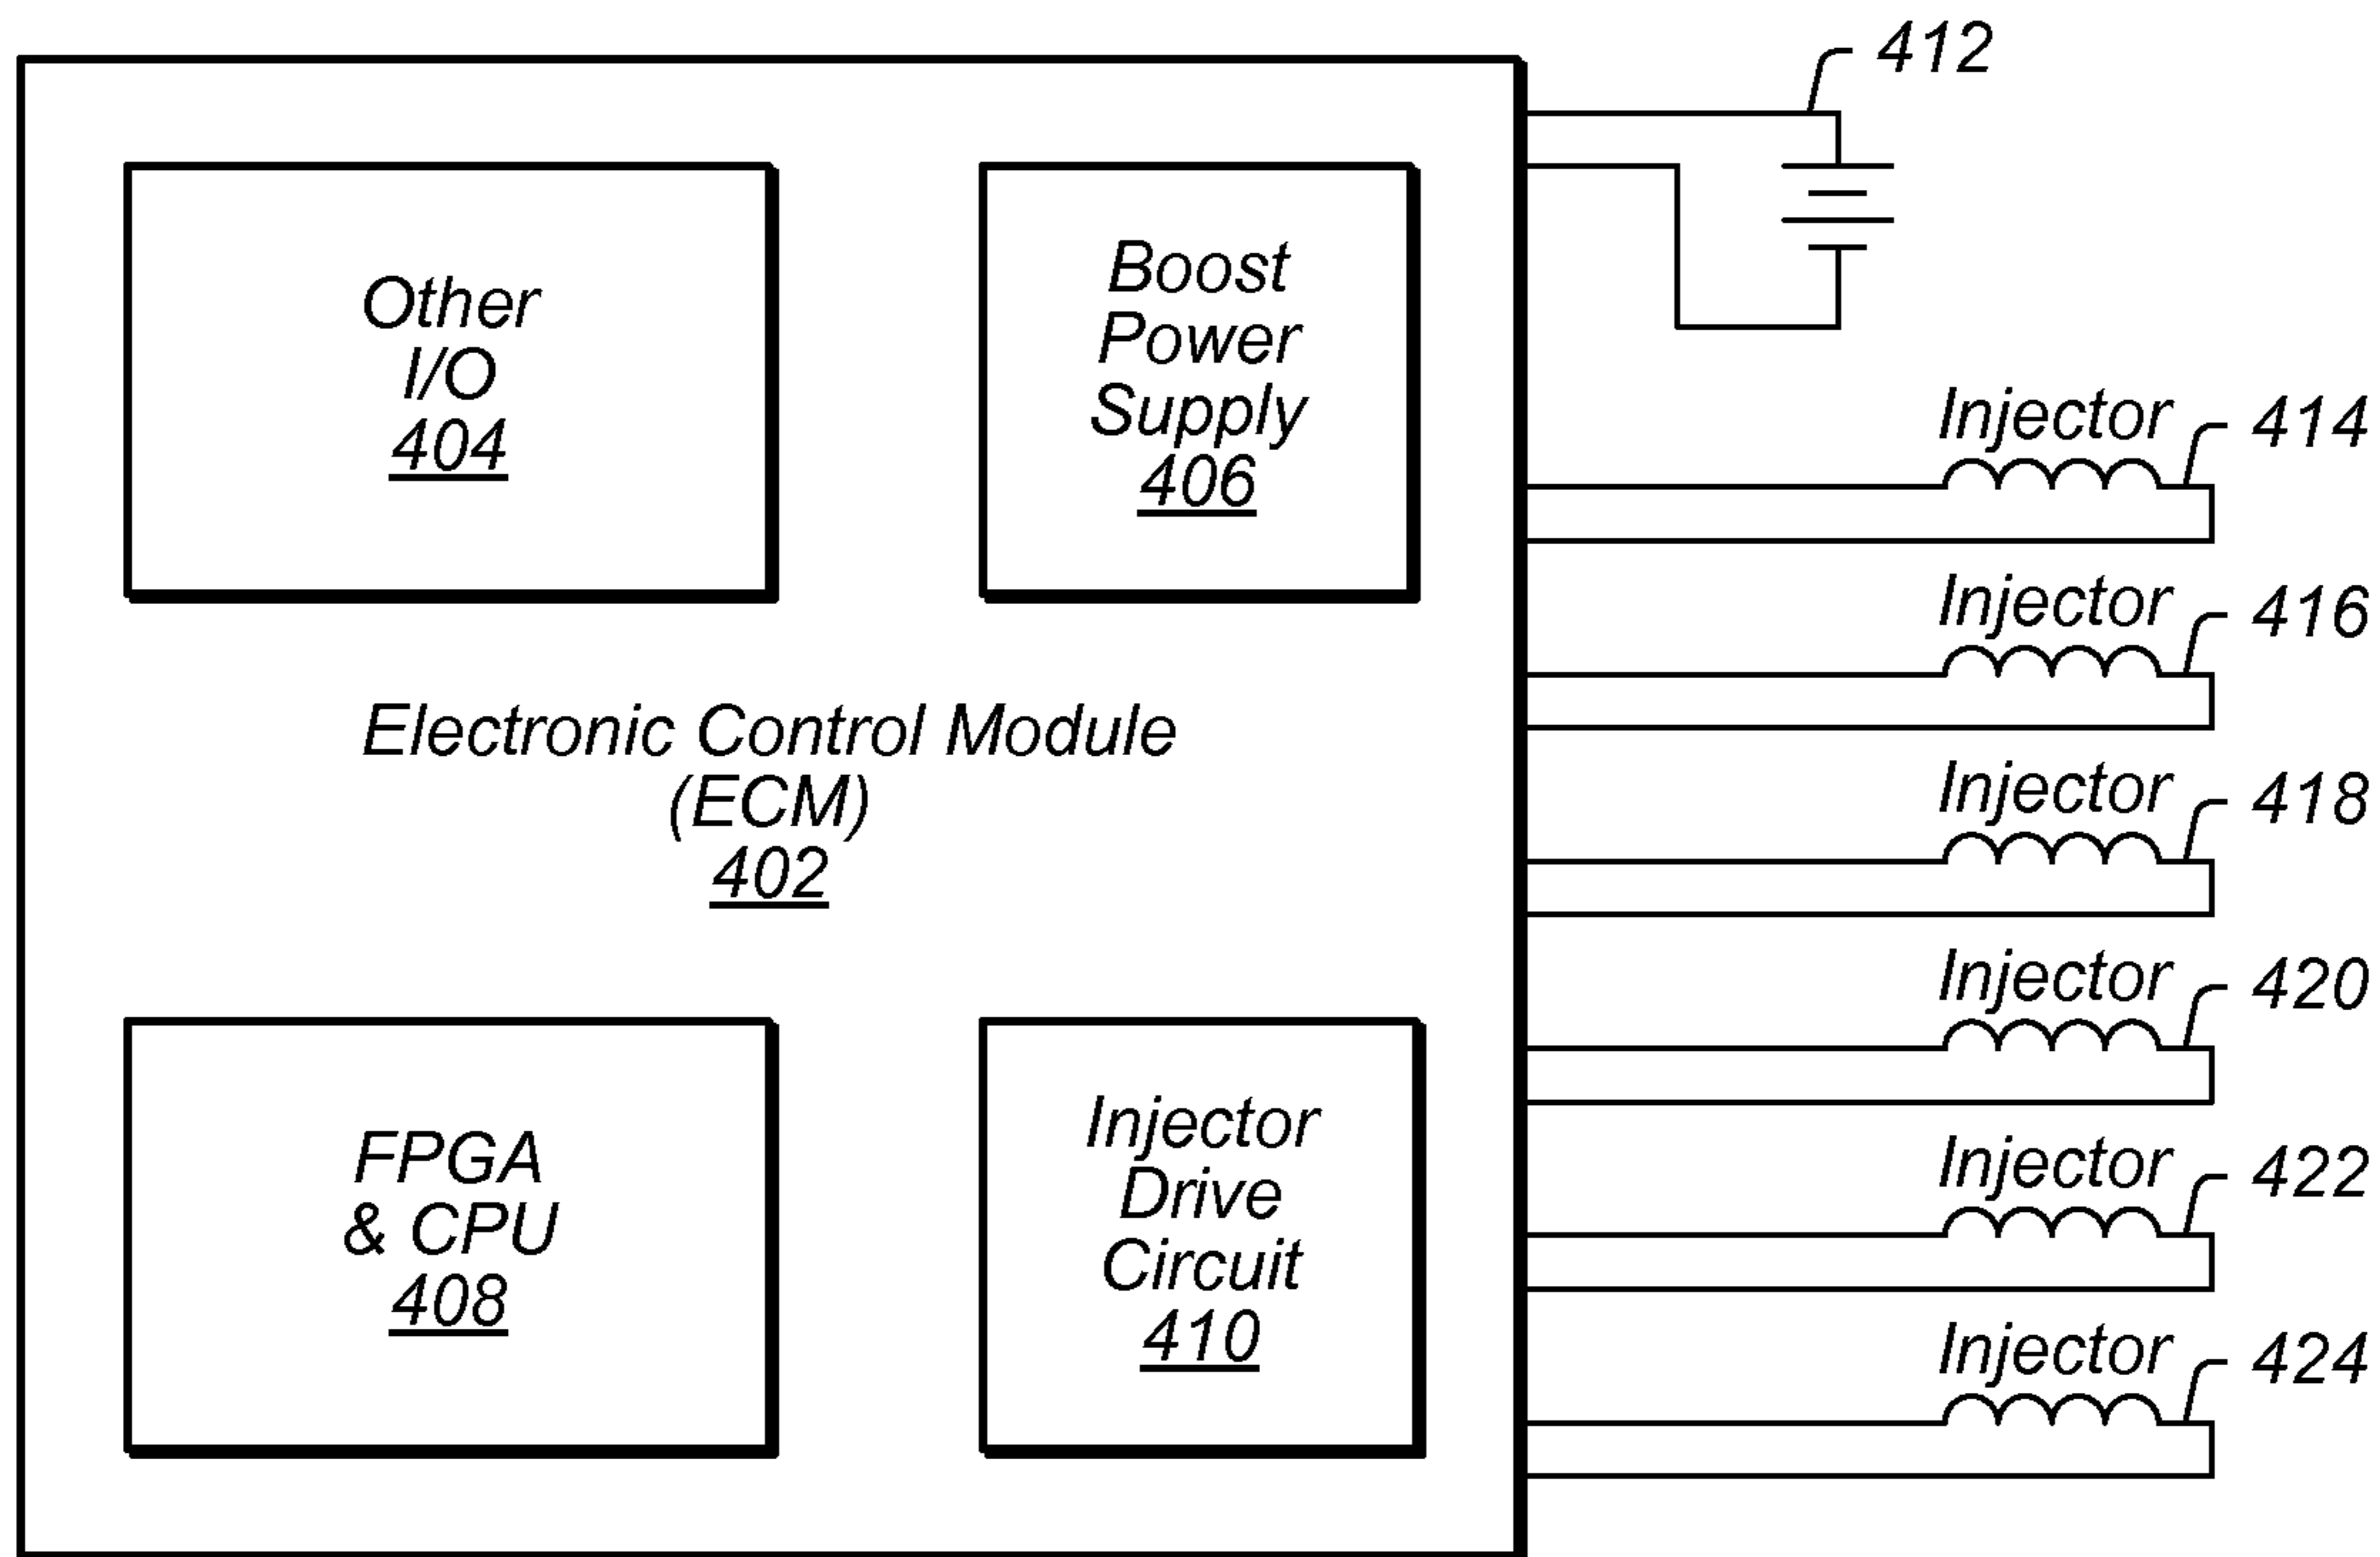 412
Other
I/O
404
Boost
Power
Supply
406
Injector
414
Injector
416
Electronic Control Module
(ECM)
402
Injector
418
Injector
420
FPGA
& CPU
408
Injector
Drive
Circuit
410
Injector
422
Injector
424